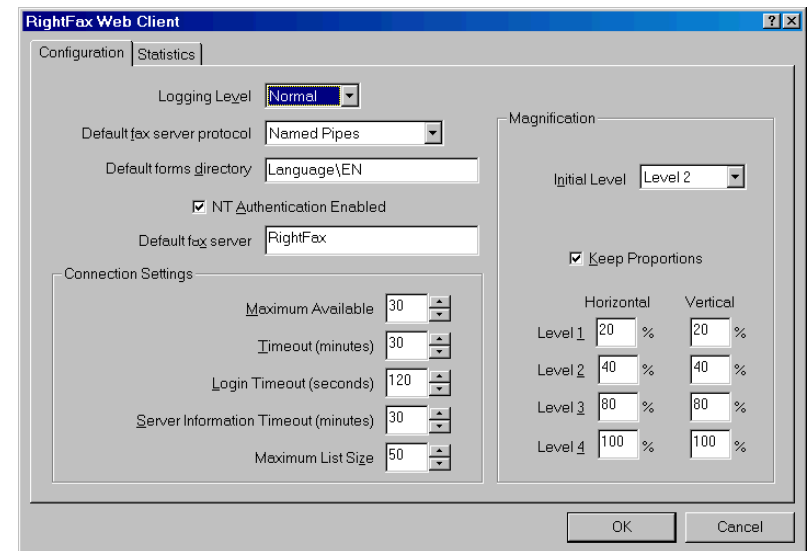 RightFax Web Client
Configuration
Statistics
Logging Level Normal
Default fax server protocol Named Pipes
Default forms directory Language\EN
NT Authentication Enabled
Default fax server RightFax
Connection Settings
Maximum Available 30
Timeout (minutes) 30
Login Timeout (seconds) 120
Server Information Timeout (minutes) 30
Maximum List Size 50
Magnification
Initial Level Level 2
Keep Proportions
Horizontal Vertical
Level 1 20 % 20 %
Level 2 40 % 40 %
Level 3 80 % 80 %
Level 4 100 % 100 %
OK
Cancel